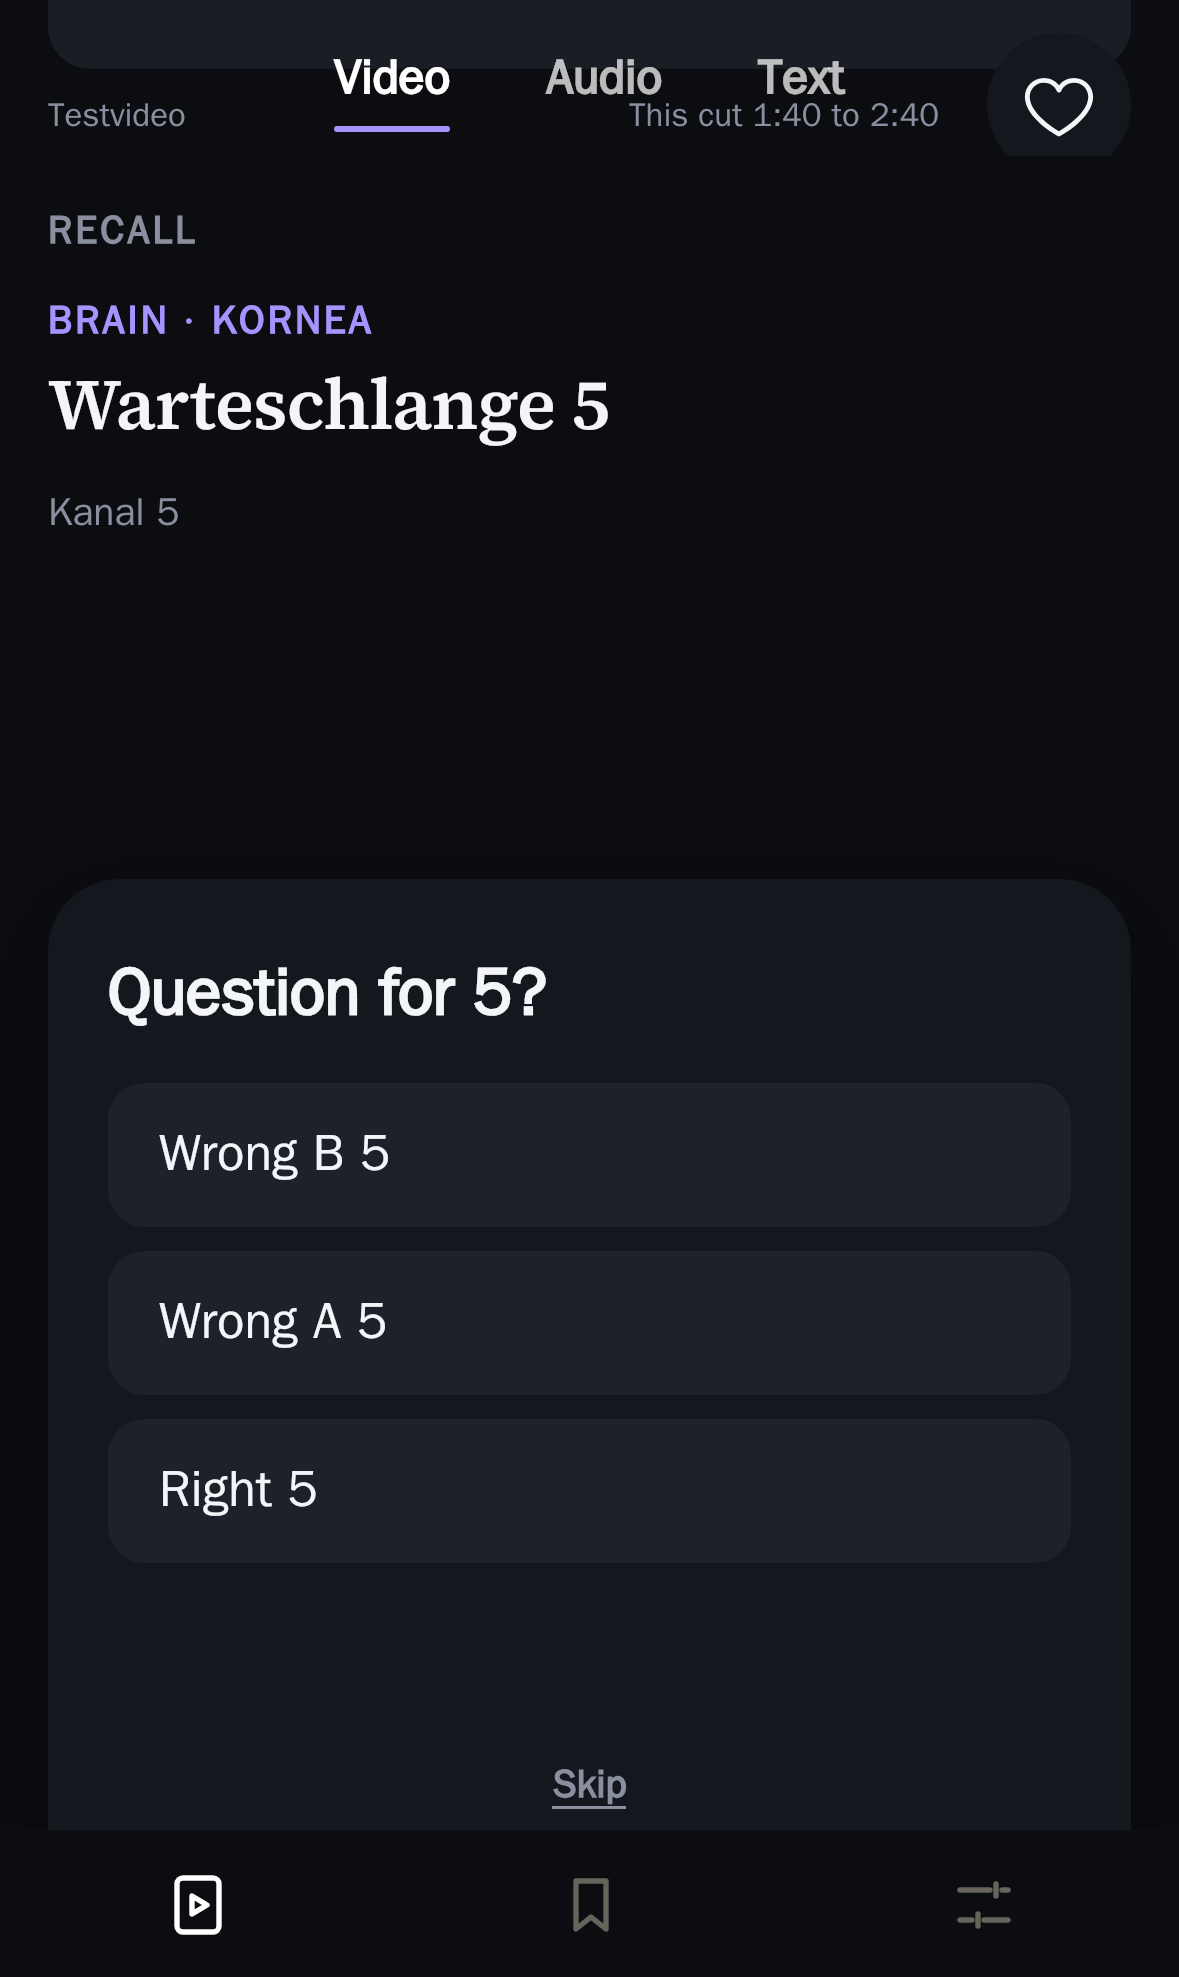 Video Audio Text
Testvideo This cut 1:40 to 2:40
RECALL
BRAIN · KORNEA
Warteschlange 5
Kanal 5
Question for 5?
Wrong B 5
Wrong A 5
Right 5
Skip